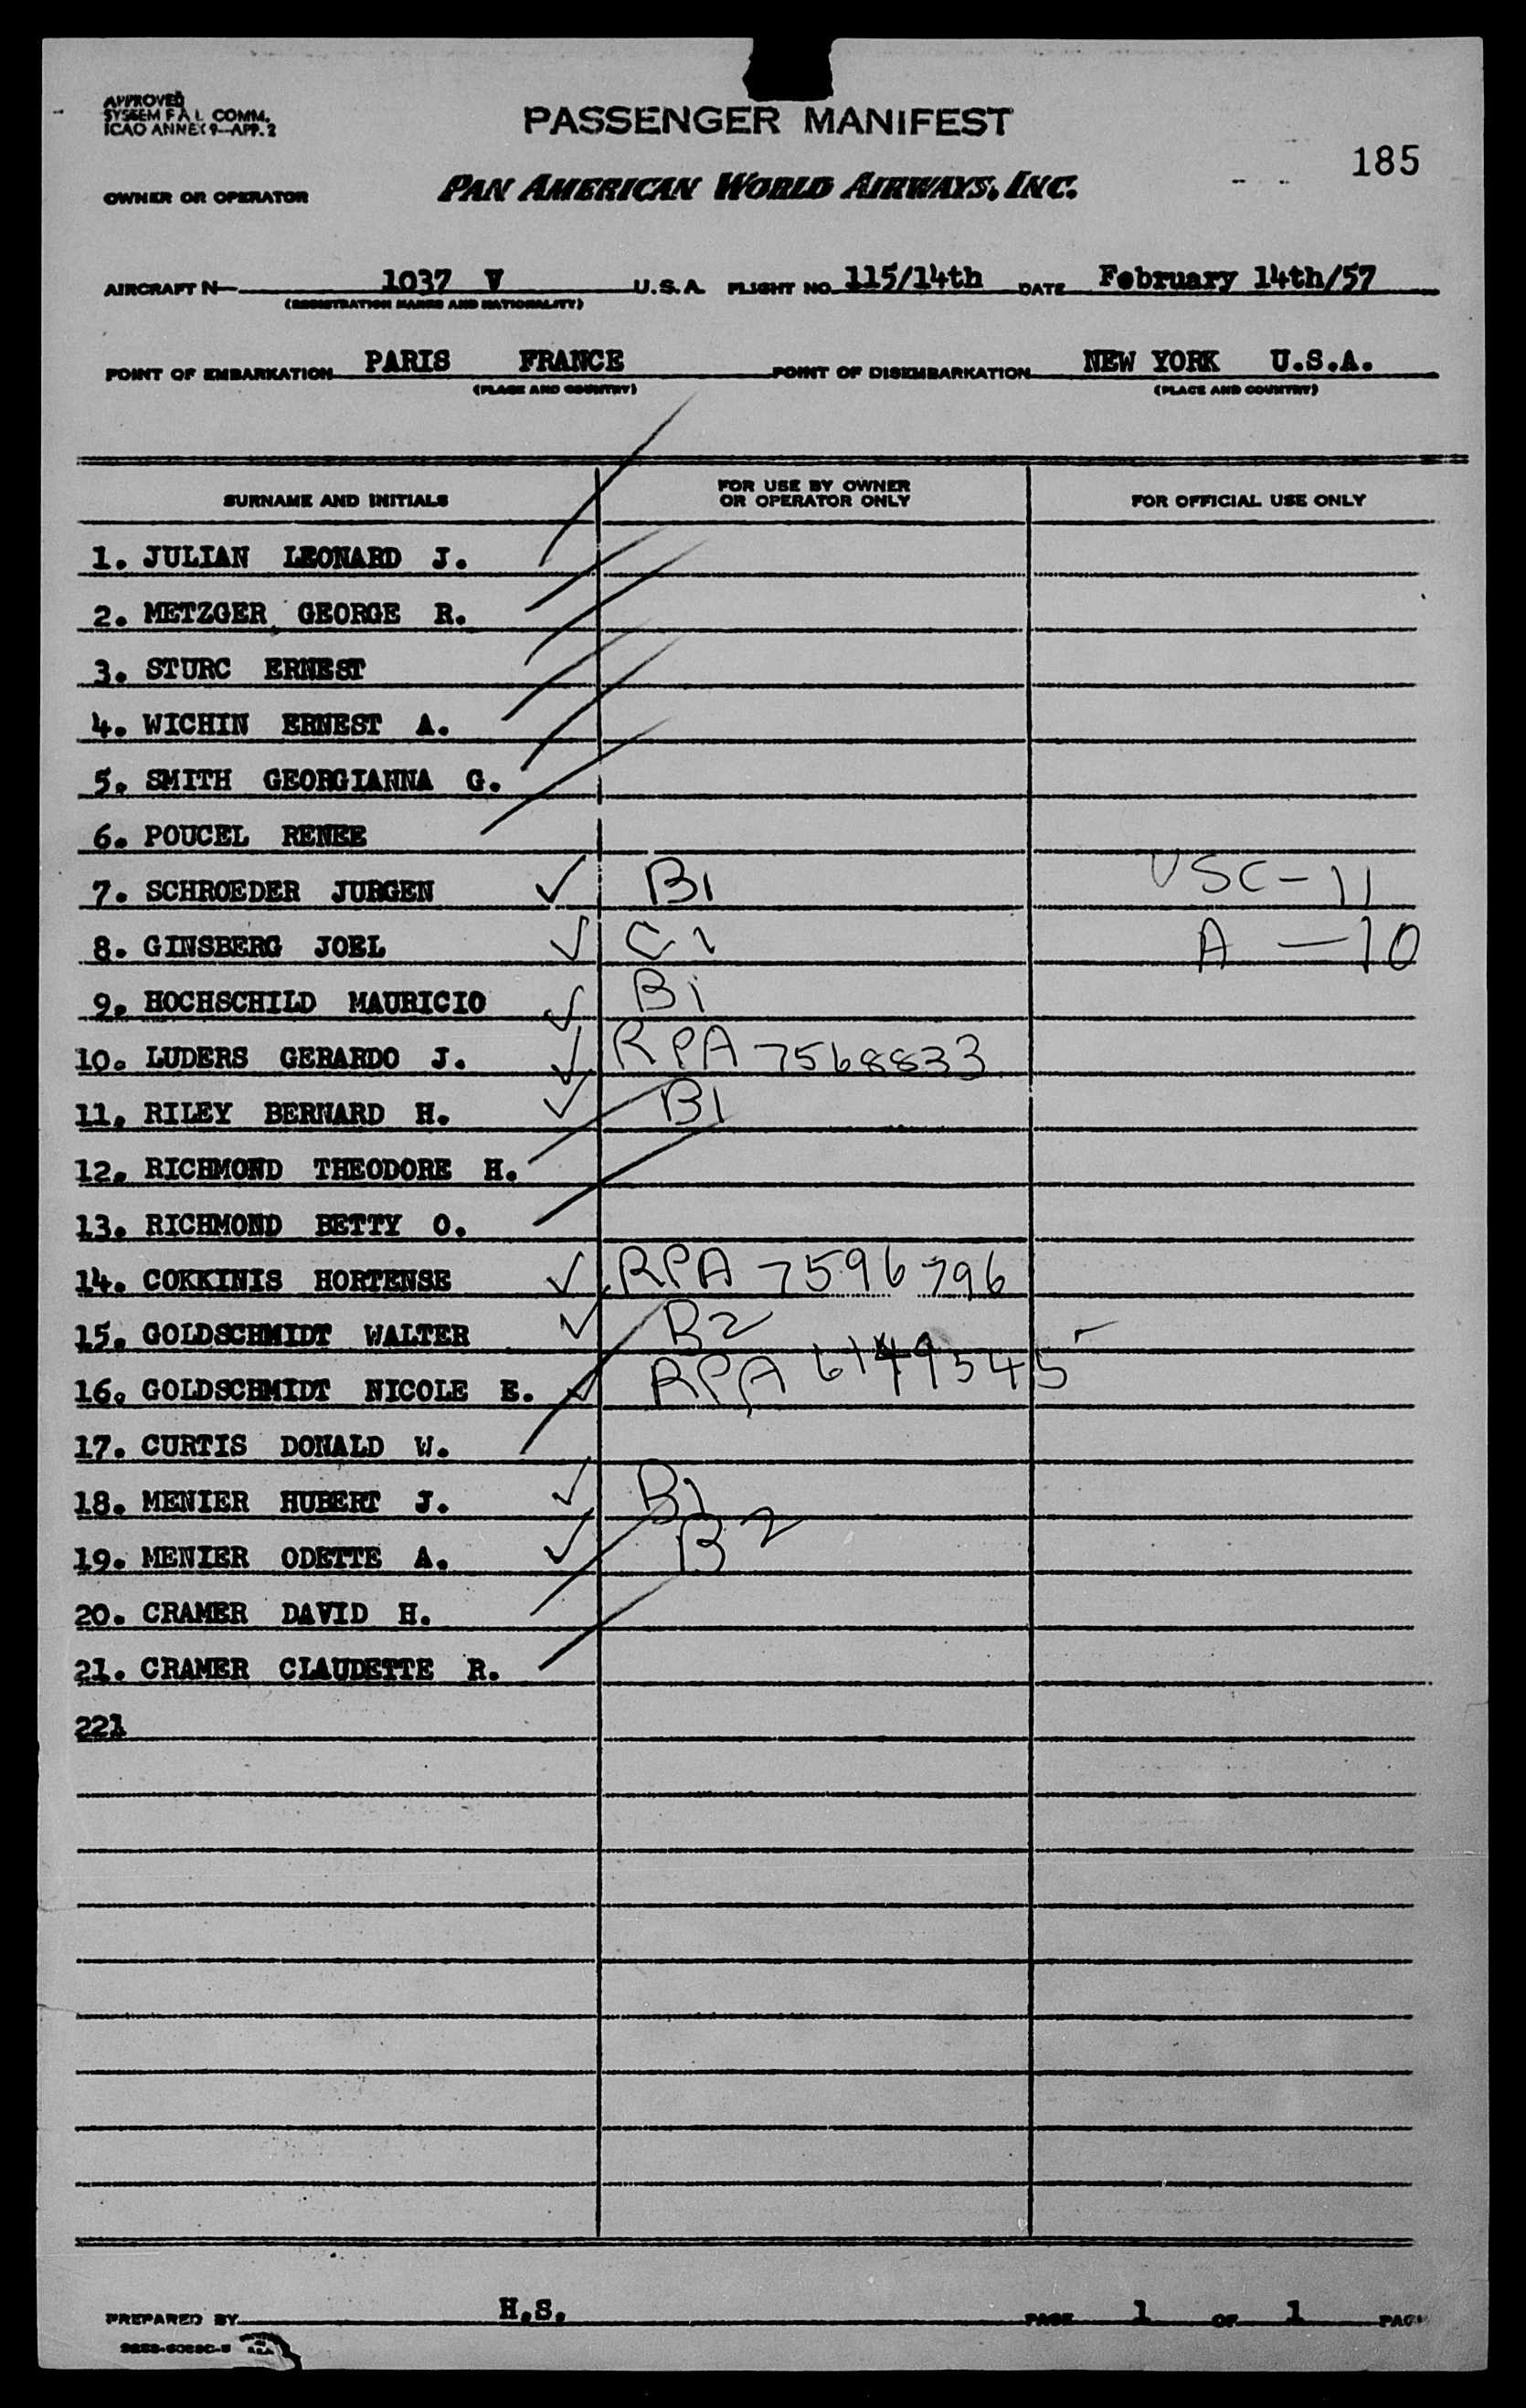 APPROVED
SYSTEM F A L COMM.
ICAO ANNEX 9-APP. 2
PASSENGER MANIFEST
185
OWNER OR OPERATOR PAN AMERICAN WORLD AIRWAYS, INC.
AIRCRAFT N- 1037 V U.S.A. FLIGHT NO. 115/14th DATE February 14th/57
(REGISTRATION MARKS AND NATIONALITY)
POINT OF EMBARKATION PARIS FRANCE POINT OF DISEMBARKATION NEW YORK U.S.A.
(PLACE AND COUNTRY) (PLACE AND COUNTRY)
SURNAME AND INITIALS FOR USE BY OWNER OR OPERATOR ONLY FOR OFFICIAL USE ONLY
1. JULIAN LEONARD J.
2. METZGER GEORGE R.
3. STURC ERNEST
4. WICHIN ERNEST A.
5. SMITH GEORGIANNA G.
6. POUCEL RENEE
7. SCHROEDER JURGEN ✓ B1 USC-11
8. GINSBERG JOEL ✓ C1 A-10
9. HOCHSCHILD MAURICIO ✓ B1
10. LUDERS GERARDO J. ✓ RPA 7568833
11. RILEY BERNARD H. ✓ B1
12. RICHMOND THEODORE H.
13. RICHMOND BETTY O.
14. COKKINIS HORTENSE ✓ RPA 7596796
15. GOLDSCHMIDT WALTER ✓ B2
16. GOLDSCHMIDT NICOLE E. ✓ RPA 6149545
17. CURTIS DONALD W.
18. MENIER HUBERT J. ✓ B1
19. MENIER ODETTE A. ✓ B2
20. CRAMER DAVID H.
21. CRAMER CLAUDETTE R.
221
PREPARED BY H.S. PAGE 1 OF 1 PAG